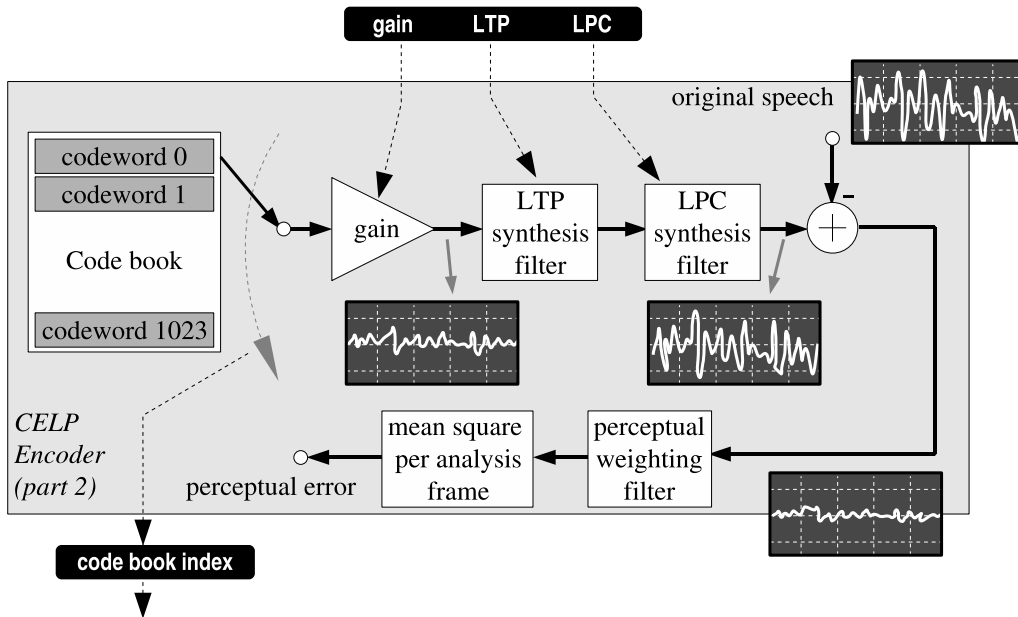 gain LTP LPC
original speech
codeword 0
codeword 1
Code book
codeword 1023
gain
LTP
synthesis
filter
LPC
synthesis
filter
-
+
CELP
Encoder
(part 2)
mean square
per analysis
frame
perceptual
weighting
filter
perceptual error
code book index